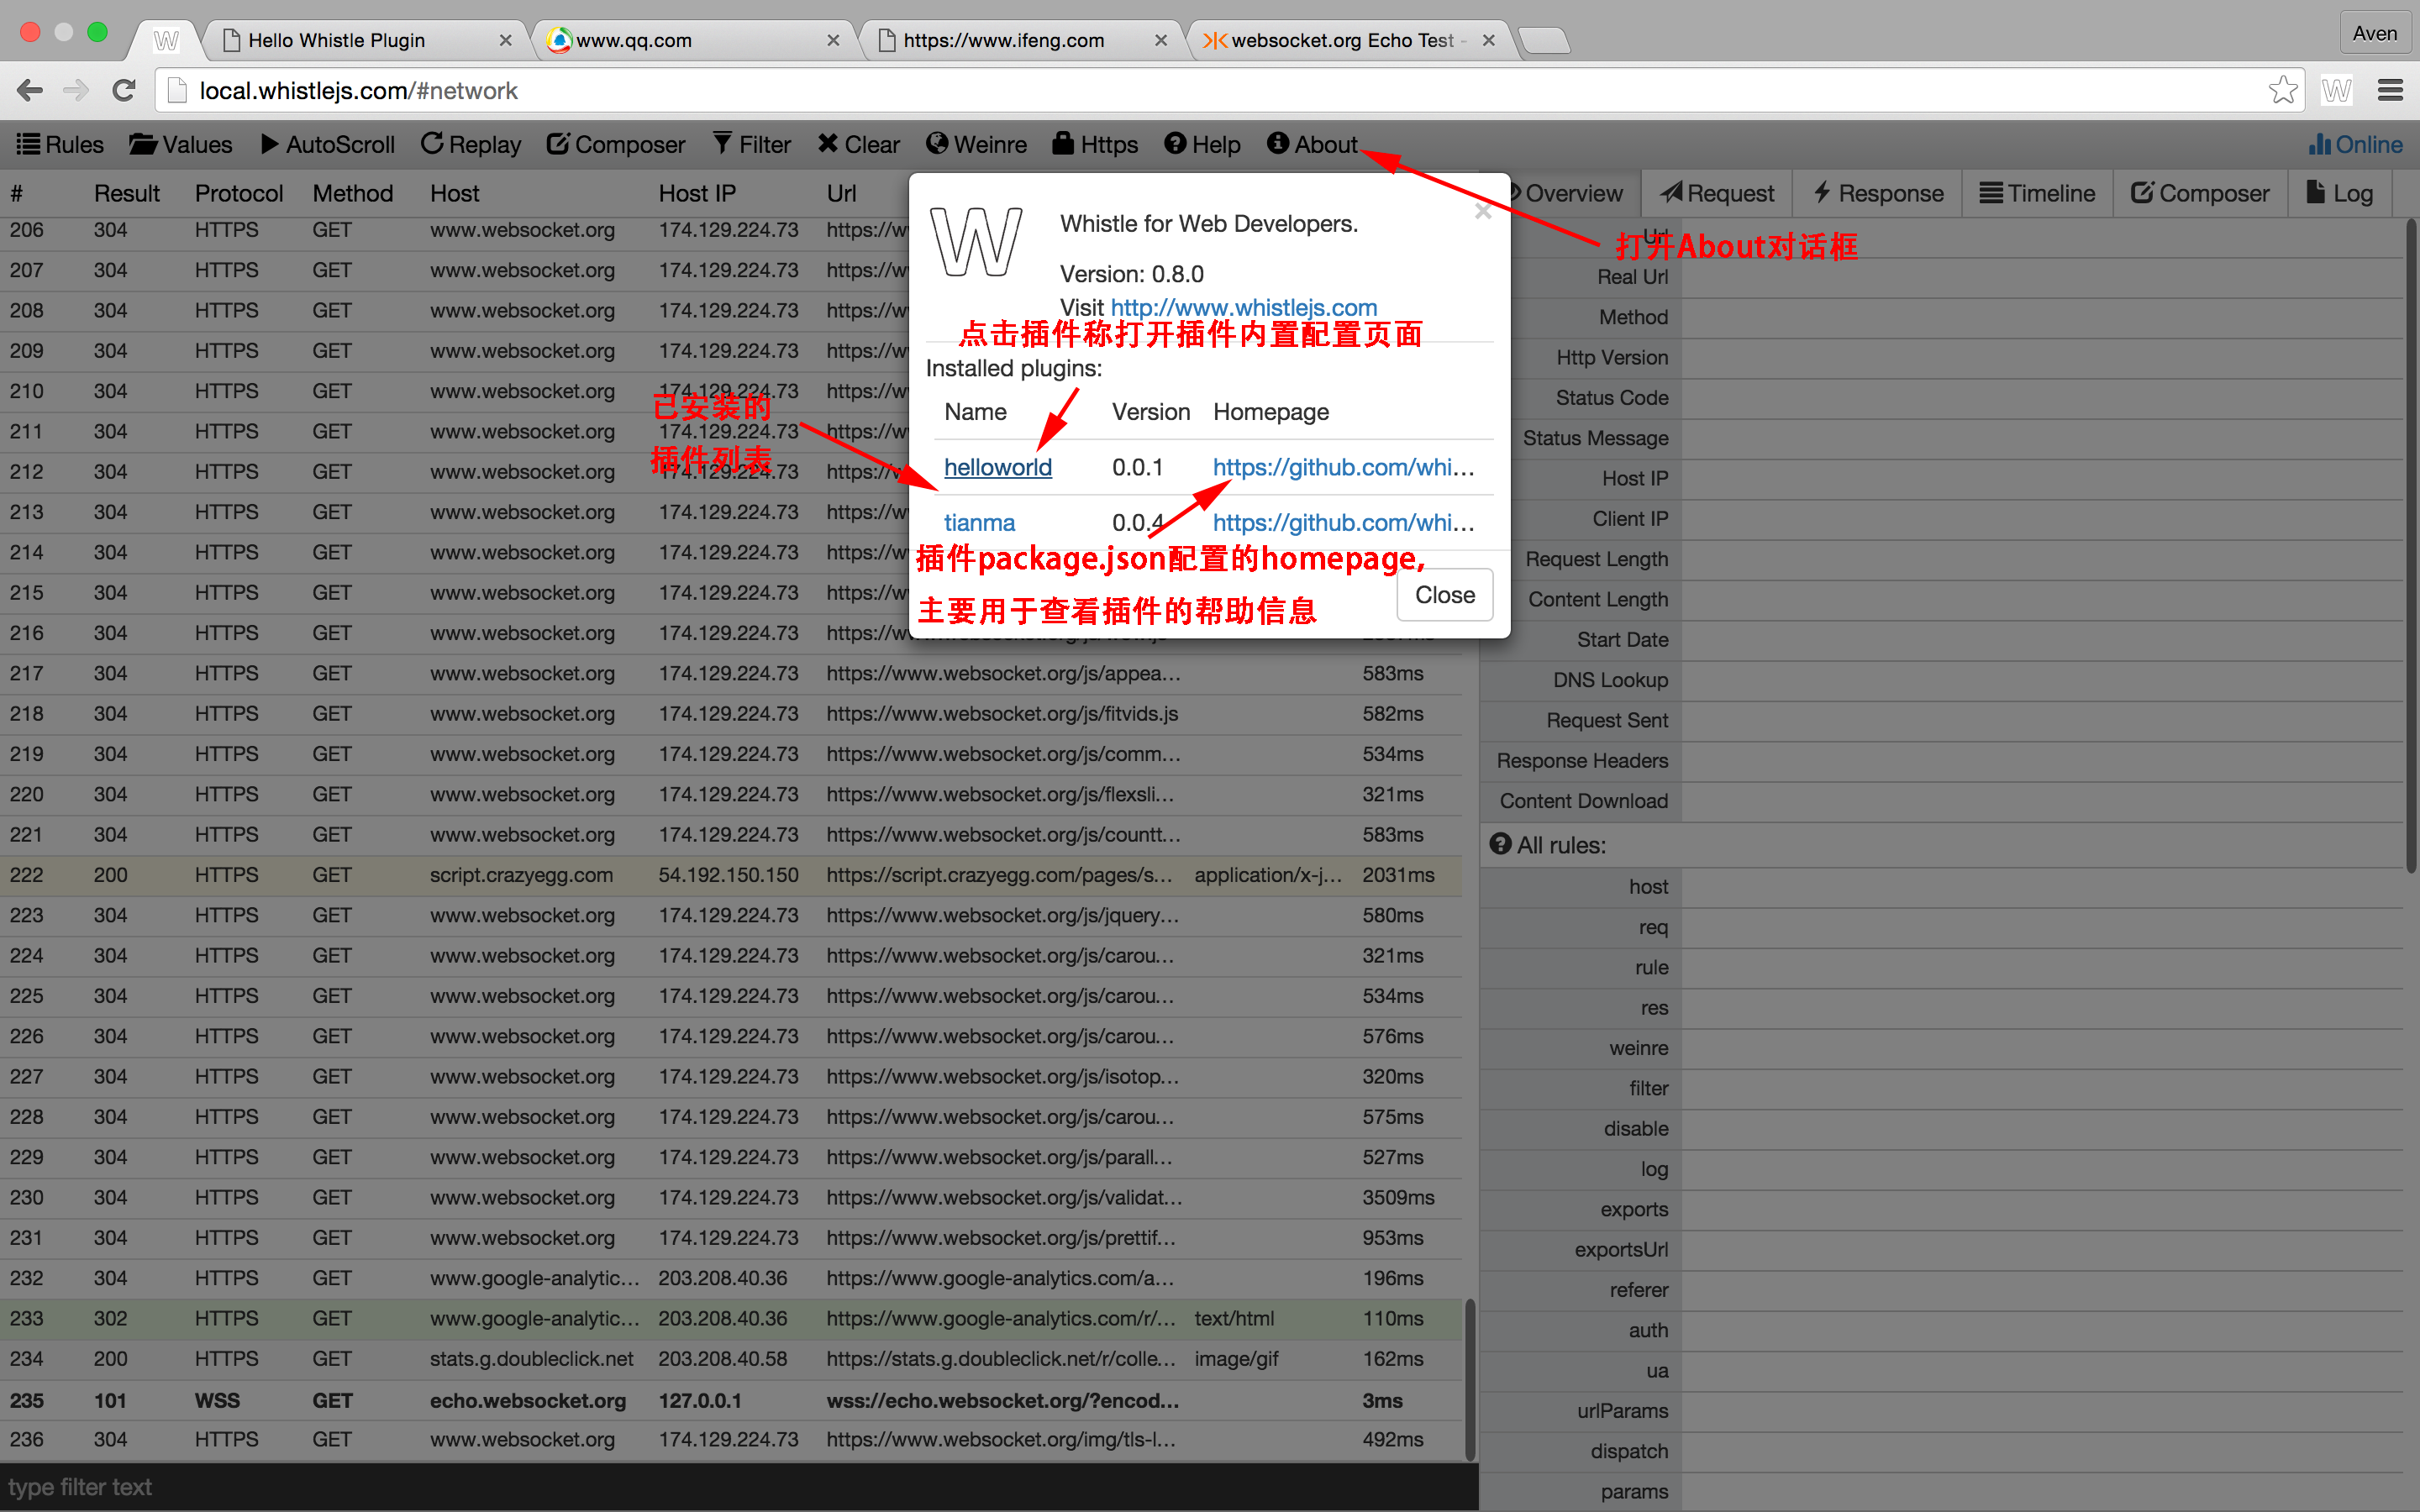 Hello Whistle Plugin
www.qq.com
https://www.ifeng.com
websocket.org Echo Test -
Aven
local.whistlejs.com/#network
Rules Values AutoScroll Replay Composer Filter Clear Weinre Https Help About Online
# Result Protocol Method Host Host IP Url
Overview Request Response Timeline Composer Log
206 304 HTTPS GET www.websocket.org 174.129.224.73 https://w
207 304 HTTPS GET www.websocket.org 174.129.224.73 https://w
208 304 HTTPS GET www.websocket.org 174.129.224.73 https://w
209 304 HTTPS GET www.websocket.org 174.129.224.73 https://w
210 304 HTTPS GET www.websocket.org 174.129.224.73 https://w
211 304 HTTPS GET www.websocket.org 174.129.224.73 https://w
212 304 HTTPS GET www.websocket.org 174.129.224.73
213 304 HTTPS GET www.websocket.org 174.129.224.73 https://w
214 304 HTTPS GET www.websocket.org 174.129.224.73 https://w
215 304 HTTPS GET www.websocket.org 174.129.224.73 https://w
216 304 HTTPS GET www.websocket.org 174.129.224.73
217 304 HTTPS GET www.websocket.org 174.129.224.73 https://www.websocket.org/js/appea... 583ms
218 304 HTTPS GET www.websocket.org 174.129.224.73 https://www.websocket.org/js/fitvids.js 582ms
219 304 HTTPS GET www.websocket.org 174.129.224.73 https://www.websocket.org/js/comm... 534ms
220 304 HTTPS GET www.websocket.org 174.129.224.73 https://www.websocket.org/js/flexsli... 321ms
221 304 HTTPS GET www.websocket.org 174.129.224.73 https://www.websocket.org/js/countt... 583ms
222 200 HTTPS GET script.crazyegg.com 54.192.150.150 https://script.crazyegg.com/pages/s... application/x-j... 2031ms
223 304 HTTPS GET www.websocket.org 174.129.224.73 https://www.websocket.org/js/jquery... 580ms
224 304 HTTPS GET www.websocket.org 174.129.224.73 https://www.websocket.org/js/carou... 321ms
225 304 HTTPS GET www.websocket.org 174.129.224.73 https://www.websocket.org/js/carou... 534ms
226 304 HTTPS GET www.websocket.org 174.129.224.73 https://www.websocket.org/js/carou... 576ms
227 304 HTTPS GET www.websocket.org 174.129.224.73 https://www.websocket.org/js/isotop... 320ms
228 304 HTTPS GET www.websocket.org 174.129.224.73 https://www.websocket.org/js/carou... 575ms
229 304 HTTPS GET www.websocket.org 174.129.224.73 https://www.websocket.org/js/parall... 527ms
230 304 HTTPS GET www.websocket.org 174.129.224.73 https://www.websocket.org/js/validat... 3509ms
231 304 HTTPS GET www.websocket.org 174.129.224.73 https://www.websocket.org/js/prettif... 953ms
232 304 HTTPS GET www.google-analytic... 203.208.40.36 https://www.google-analytics.com/a... 196ms
233 302 HTTPS GET www.google-analytic... 203.208.40.36 https://www.google-analytics.com/r/... text/html 110ms
234 200 HTTPS GET stats.g.doubleclick.net 203.208.40.58 https://stats.g.doubleclick.net/r/colle... image/gif 162ms
235 101 WSS GET echo.websocket.org 127.0.0.1 wss://echo.websocket.org/?encod... 3ms
236 304 HTTPS GET www.websocket.org 174.129.224.73 https://www.websocket.org/img/tls-l... 492ms
type filter text
W
Whistle for Web Developers.
Version: 0.8.0
Visit http://www.whistlejs.com
点击插件称打开插件内置配置页面
Installed plugins:
Name Version Homepage
helloworld 0.0.1 https://github.com/whi...
tianma 0.0.4 https://github.com/whi...
插件package.json配置的homepage,
主要用于查看插件的帮助信息
Close
已安装的
插件列表
打开About对话框
Url
Real Url
Method
Http Version
Status Code
Status Message
Host IP
Client IP
Request Length
Content Length
Start Date
DNS Lookup
Request Sent
Response Headers
Content Download
All rules:
host
req
rule
res
weinre
filter
disable
log
exports
exportsUrl
referer
auth
ua
urlParams
dispatch
params